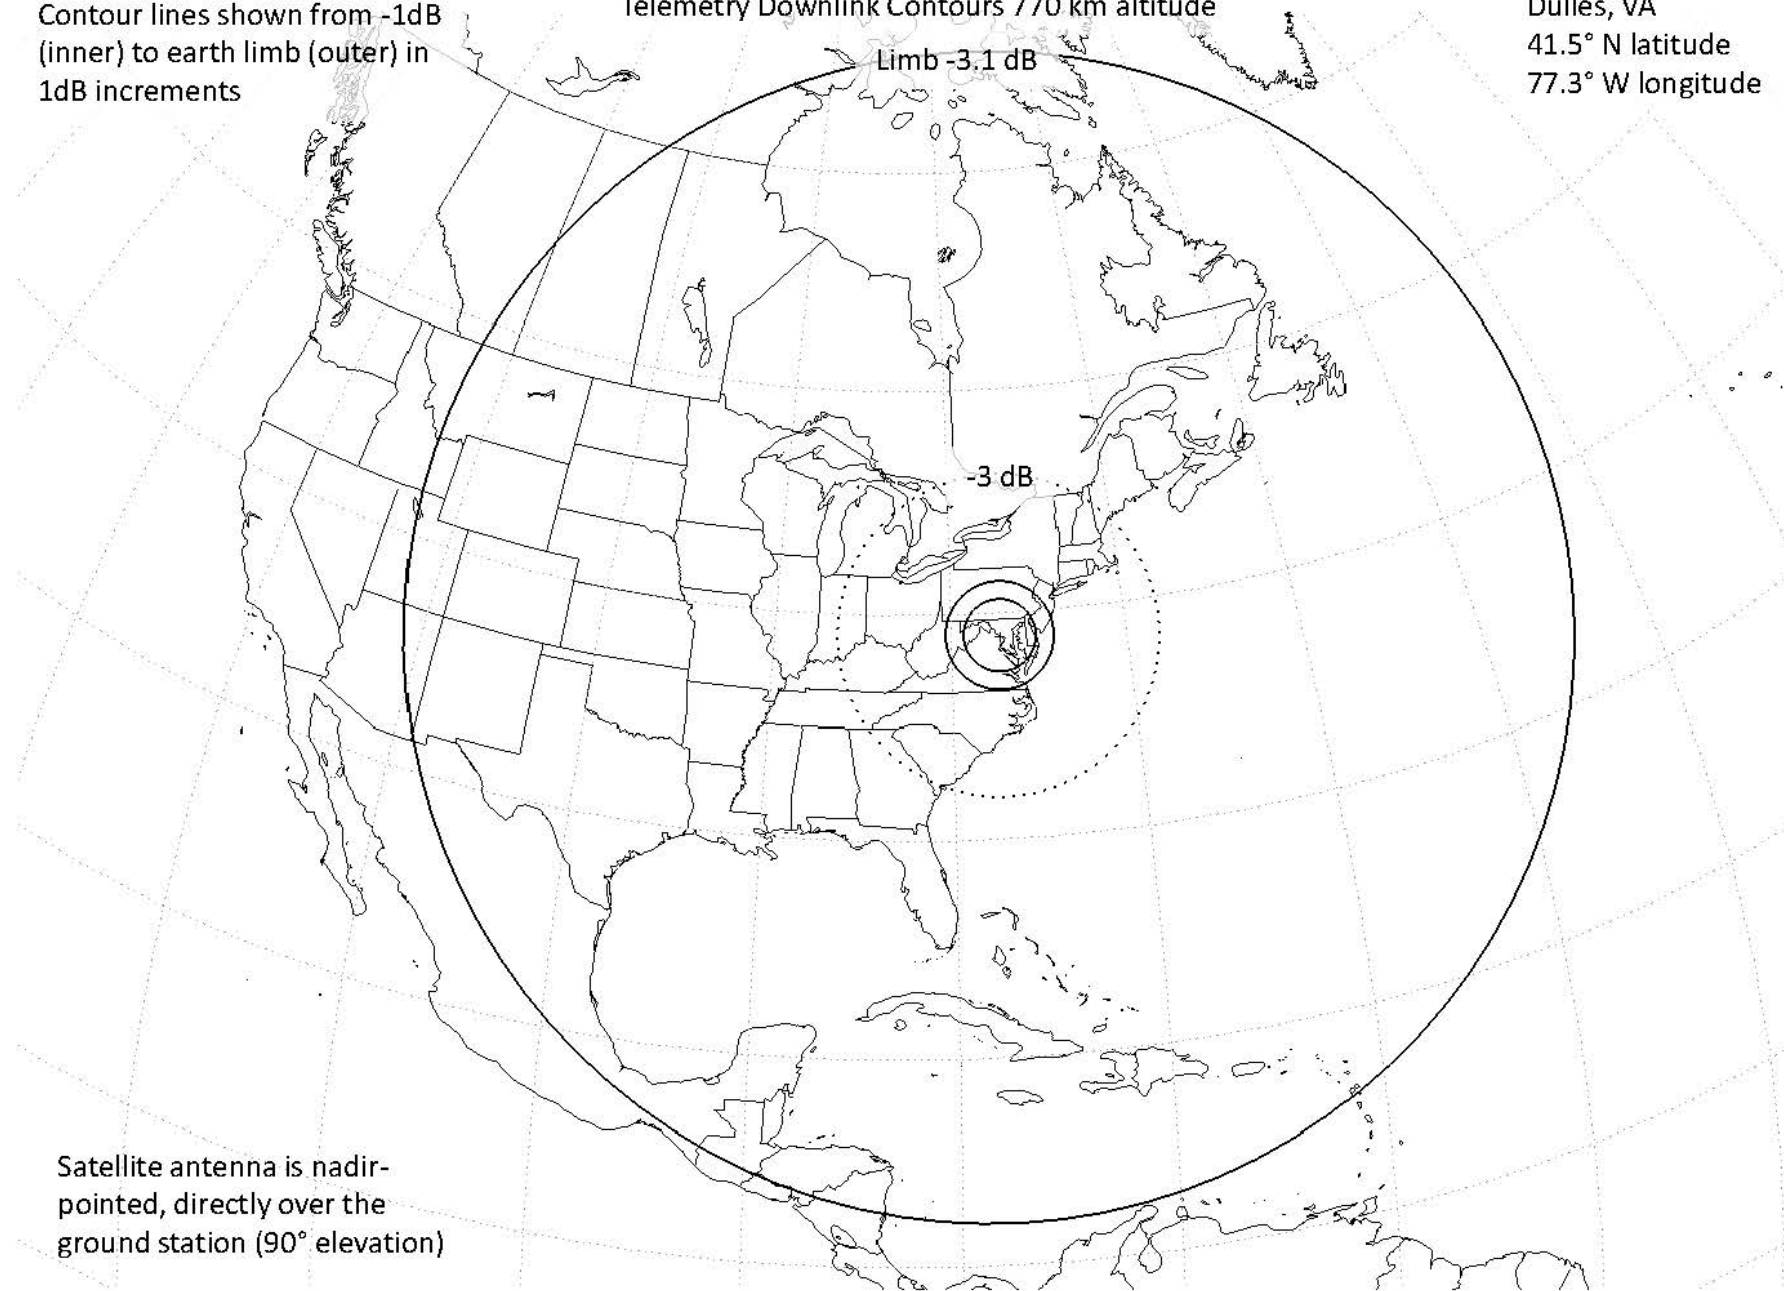 Contour lines shown from -1dB
(inner) to earth limb (outer) in
1dB increments
Telemetry Downlink Contours 770 km altitude
Dulles, VA
41.5° N latitude
77.3° W longitude
Limb -3.1 dB
-3 dB
Satellite antenna is nadir-
pointed, directly over the
ground station (90° elevation)